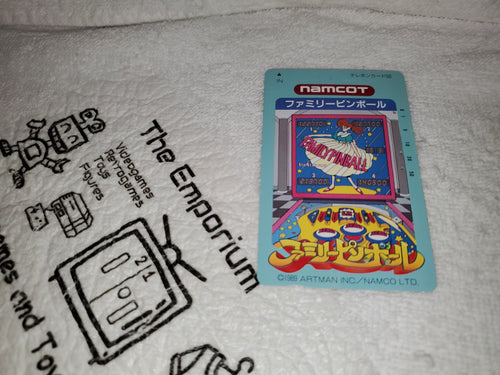 The Emporium
Videogames
Retrogames
Toys
Figures
IN
テレホンカード50
namcot
ファミリーピンボール
FAMILY PINBALL
ファミリーピンボール
©1989 ARTMAN INC./NAMCO LTD.